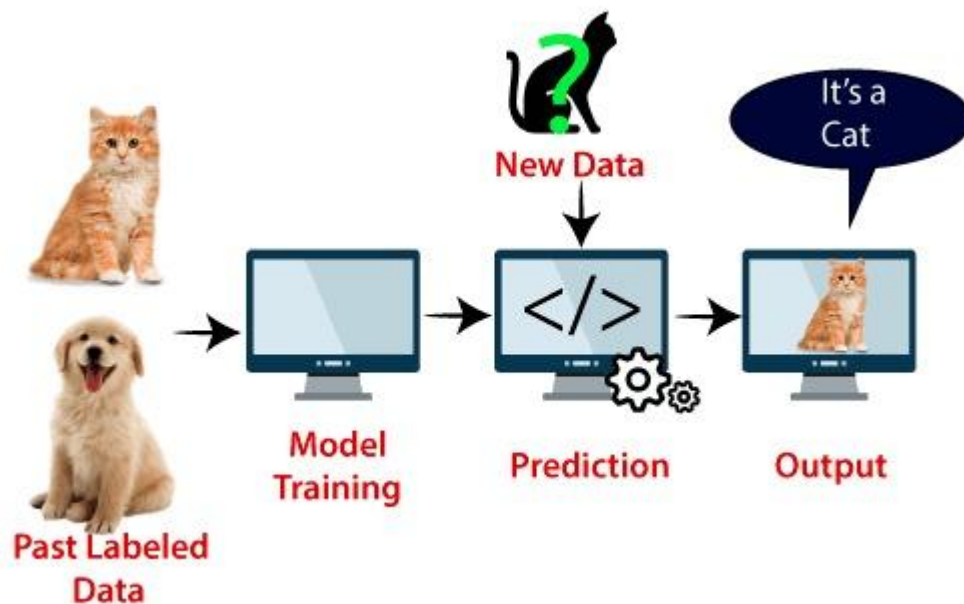 New Data
It's a
Cat
</>
Model
Training
Prediction
Output
Past Labeled
Data
?